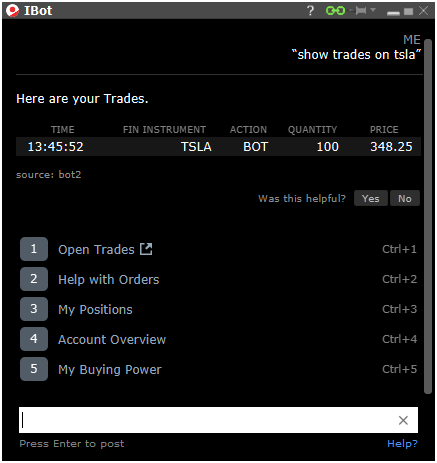 IBot ?
ME
“show trades on tsla”
Here are your Trades.
TIME FIN INSTRUMENT ACTION QUANTITY PRICE
13:45:52 TSLA BOT 100 348.25
source: bot2
Was this helpful? Yes No
1 Open Trades Ctrl+1
2 Help with Orders Ctrl+2
3 My Positions Ctrl+3
4 Account Overview Ctrl+4
5 My Buying Power Ctrl+5
Press Enter to post Help?